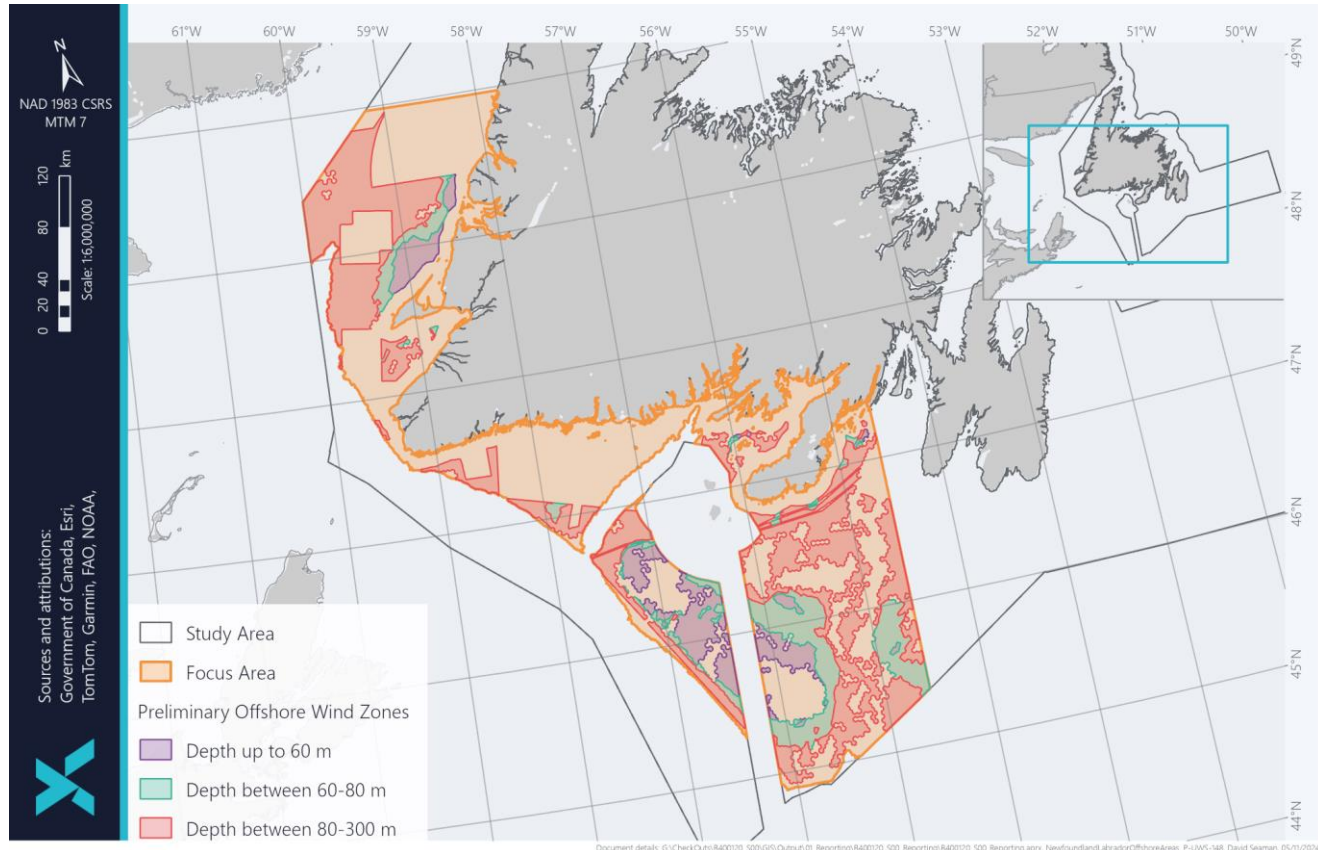 61°W 60°W 59°W 58°W 57°W 56°W 55°W 54°W 53°W 52°W 51°W 50°W
49°N
48°N
47°N
46°N
45°N
44°N
N
NAD 1983 CSRS
MTM 7
0 20 40 80 120 km
Scale: 1:6,000,000
Sources and attributions:
Government of Canada, Esri,
TomTom, Garmin, FAO, NOAA,
Study Area
Focus Area
Preliminary Offshore Wind Zones
Depth up to 60 m
Depth between 60-80 m
Depth between 80-300 m